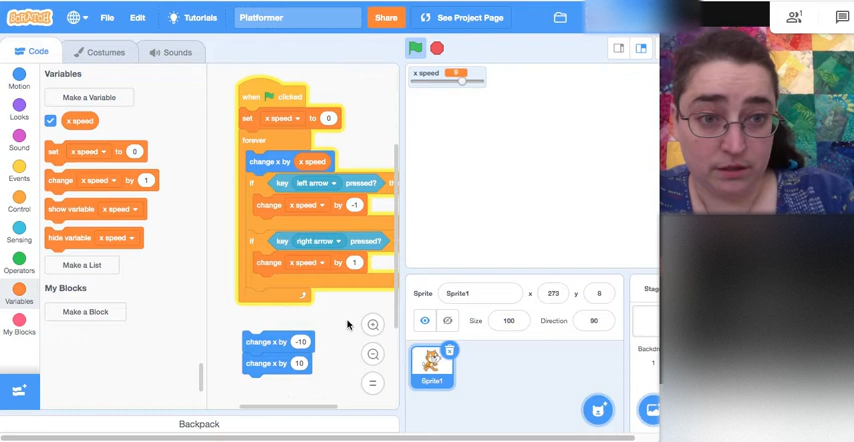 SCRATCH File Edit Tutorials Platformer Share See Project Page
1
Code Costumes Sounds
Motion
Looks
Sound
Events
Control
Sensing
Operators
Variables
My Blocks
Variables
Make a Variable
x speed
set x speed to 0
change x speed by 1
show variable x speed
hide variable x speed
Make a List
My Blocks
Make a Block
when clicked
set x speed to 0
forever
change x by x speed
if key left arrow pressed?
change x speed by -1
if key right arrow pressed?
change x speed by 1
change x by -10
change x by 10
Backpack
x speed
Sprite Sprite1 x 273 y 8
Size 100 Direction 90
Sprite1
Stag
Backdr
1